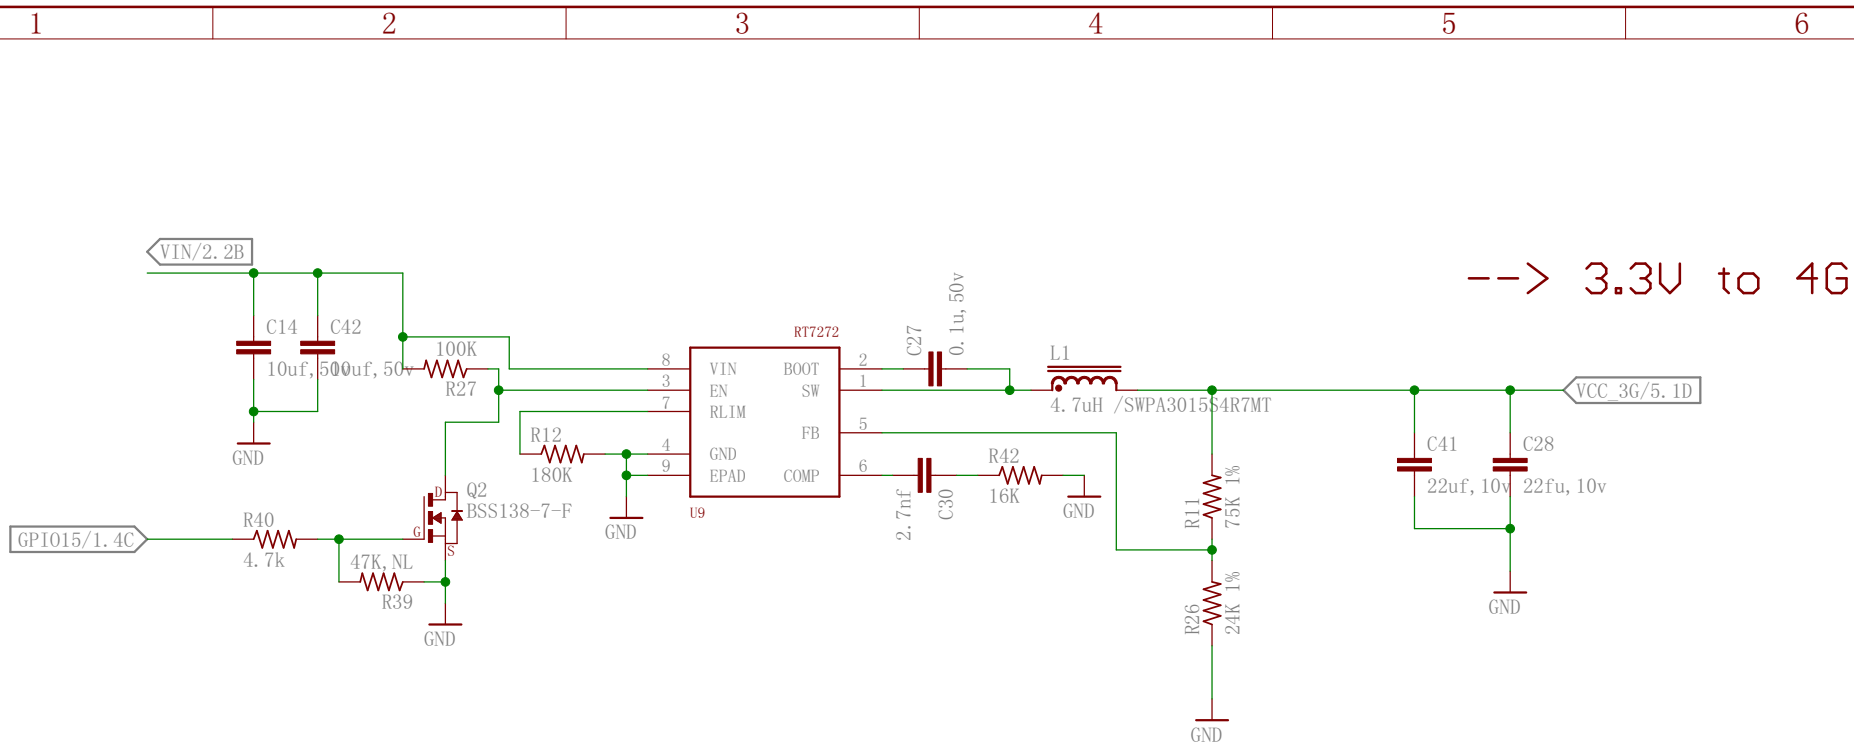 1 2 3 4 5 6
VIN/2.2B
--> 3.3V to 4G
C14
10uf,50v
C42
10uf,50v
100K
R27
RT7272
C27
0.1u,50v
L1
4.7uH /SWPA3015S4R7MT
VCC_3G/5.1D
8 VIN BOOT 2
3 EN SW 1
7 RLIM
FB 5
4 GND
9 EPAD COMP 6
U9
R12
180K
GND
GND
D
G
S
Q2
BSS138-7-F
2.7nf
C30
R42
16K
GND
R11
75K 1%
C41
22uf,10v
C28
22fu,10v
GPIO15/1.4C
R40
4.7k
47K,NL
R39
GND
R26
24K 1%
GND
GND